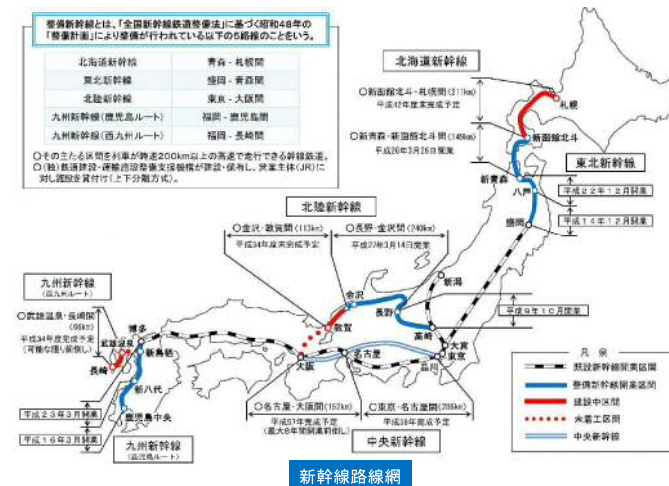 整備新幹線とは、「全国新幹線鉄道整備法」に基づく昭和48年の
「整備計画」により整備が行われている以下の5路線のことをいう。
北海道新幹線 青森 - 札幌間
東北新幹線 盛岡 - 青森間
北陸新幹線 東京 - 大阪間
九州新幹線(鹿児島ルート) 福岡 - 鹿児島間
九州新幹線(西九州ルート) 福岡 - 長崎間
○その主たる区間を列車が時速200km以上の高速で走行できる幹線鉄道。
○(独)鉄道建設・運輸施設整備支援機構が建設・保有し、営業主体(JR)に
対し施設を貸付け(上下分離方式)。
北海道新幹線
○新函館北斗・札幌間(211km)
平成42年度末完成予定
札幌
○新青森・新函館北斗間(149km)
平成28年3月26日開業
新函館北斗
東北新幹線
新青森
八戸
平成22年12月開業
盛岡
平成14年12月開業
北陸新幹線
○金沢・敦賀間(113km)
平成34年度末完成予定
○長野・金沢間(240km)
平成27年3月14日開業
新潟
金沢
長野
敦賀
高崎
平成9年10月開業
大宮
東京
品川
名古屋
大阪
九州新幹線
(西九州ルート)
○武雄温泉・長崎間
(66km)
平成34年度完成予定
(可能な限り前倒し)
博多
武雄温泉
新鳥栖
長崎
新八代
鹿児島中央
平成23年3月開業
平成16年3月開業
九州新幹線
(鹿児島ルート)
○名古屋・大阪間(152km)
平成57年完成予定
(最大8年間開業前倒し)
○東京・名古屋間(286km)
平成39年完成予定
中央新幹線
凡例
既設新幹線開業区間
整備新幹線開業区間
建設中区間
未着工区間
中央新幹線
新幹線路線網